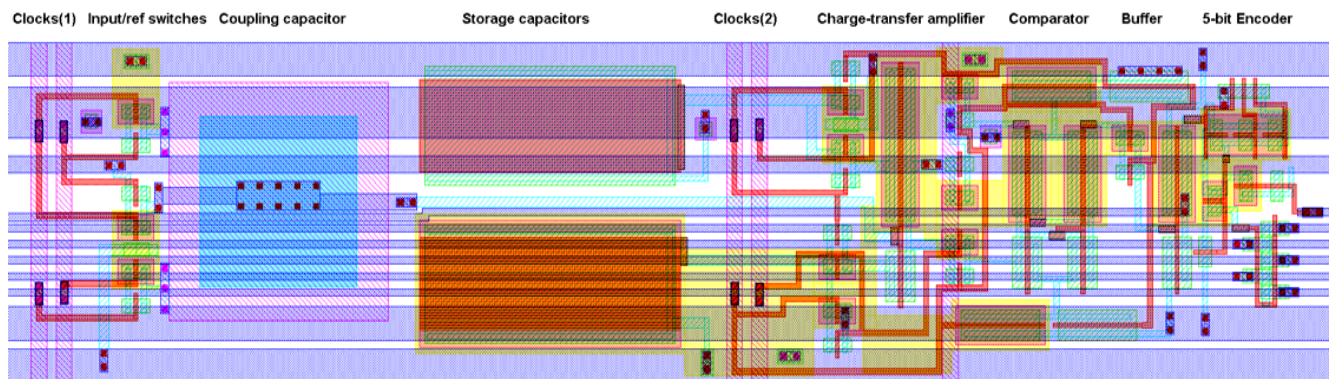 Clocks(1) Input/ref switches Coupling capacitor Storage capacitors Clocks(2) Charge-transfer amplifier Comparator Buffer 5-bit Encoder